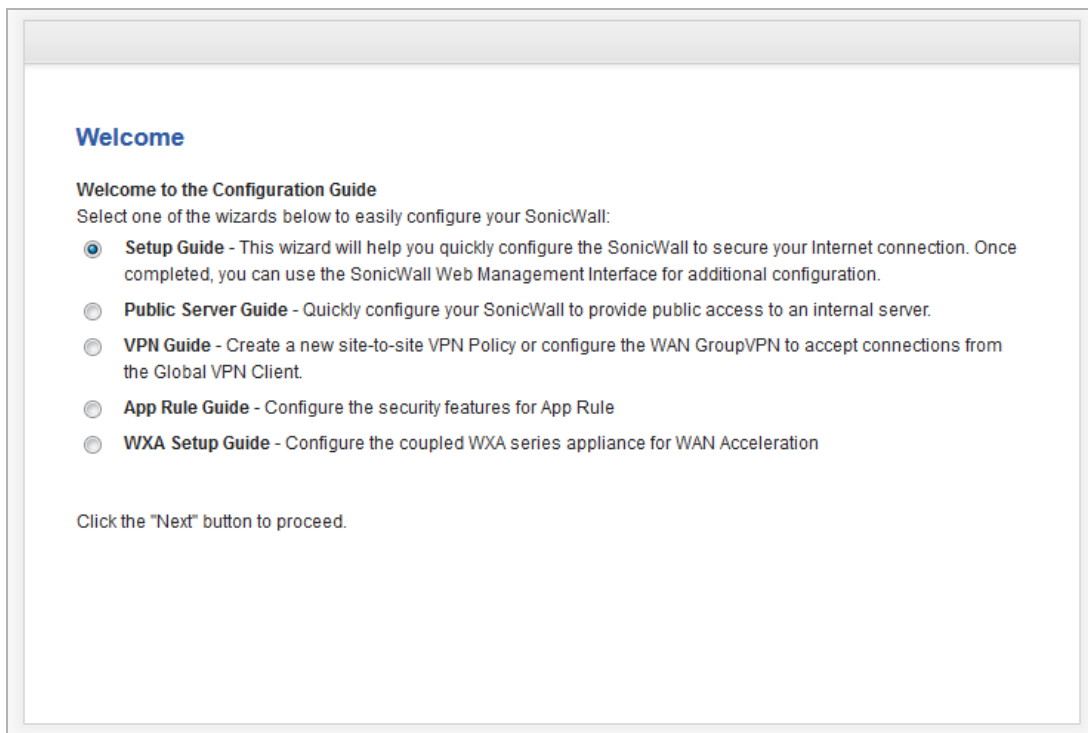 Welcome
Welcome to the Configuration Guide
Select one of the wizards below to easily configure your SonicWall:
Setup Guide - This wizard will help you quickly configure the SonicWall to secure your Internet connection. Once
completed, you can use the SonicWall Web Management Interface for additional configuration.
Public Server Guide - Quickly configure your SonicWall to provide public access to an internal server.
VPN Guide - Create a new site-to-site VPN Policy or configure the WAN GroupVPN to accept connections from
the Global VPN Client.
App Rule Guide - Configure the security features for App Rule
WXA Setup Guide - Configure the coupled WXA series appliance for WAN Acceleration
Click the "Next" button to proceed.